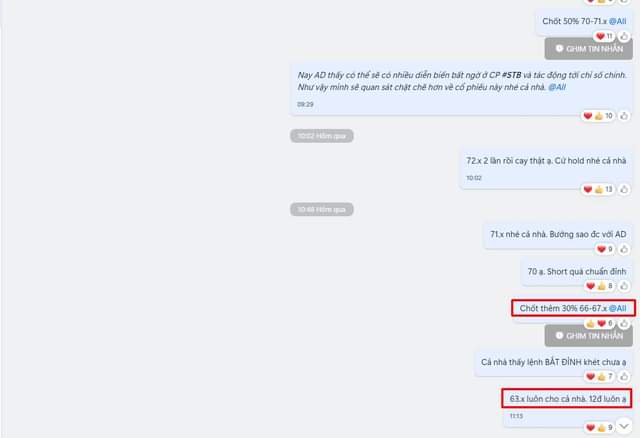 Chốt 50% 70-71.x @All
11
GHIM TIN NHẮN
Nay AD thấy có thể sẽ có nhiều diễn biến bất ngờ ở CP #STB và tác động tới chỉ số chính.
Như vậy mình sẽ quan sát chặt chẽ hơn về cổ phiếu này nhé cả nhà. @All
09:29
10
10:02 Hôm qua
72.x 2 lần rồi cay thật ạ. Cứ hold nhé cả nhà
10:02
13
10:46 Hôm qua
71.x nhé cả nhà. Bướng sao đc với AD
9
70 ạ. Short quá chuẩn đỉnh
8
Chốt thêm 30% 66-67.x @All
6
GHIM TIN NHẮN
Cả nhà thấy lệnh BẮT ĐỈNH khét chưa ạ
7
63.x luôn cho cả nhà. 12đ luôn ạ
11:13
9